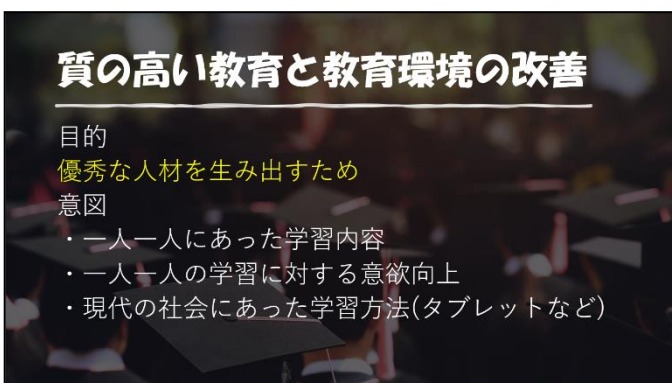 質の高い教育と教育環境の改善
目的
優秀な人材を生み出すため
意図
・一人一人にあった学習内容
・一人一人の学習に対する意欲向上
・現代の社会にあった学習方法(タブレットなど)